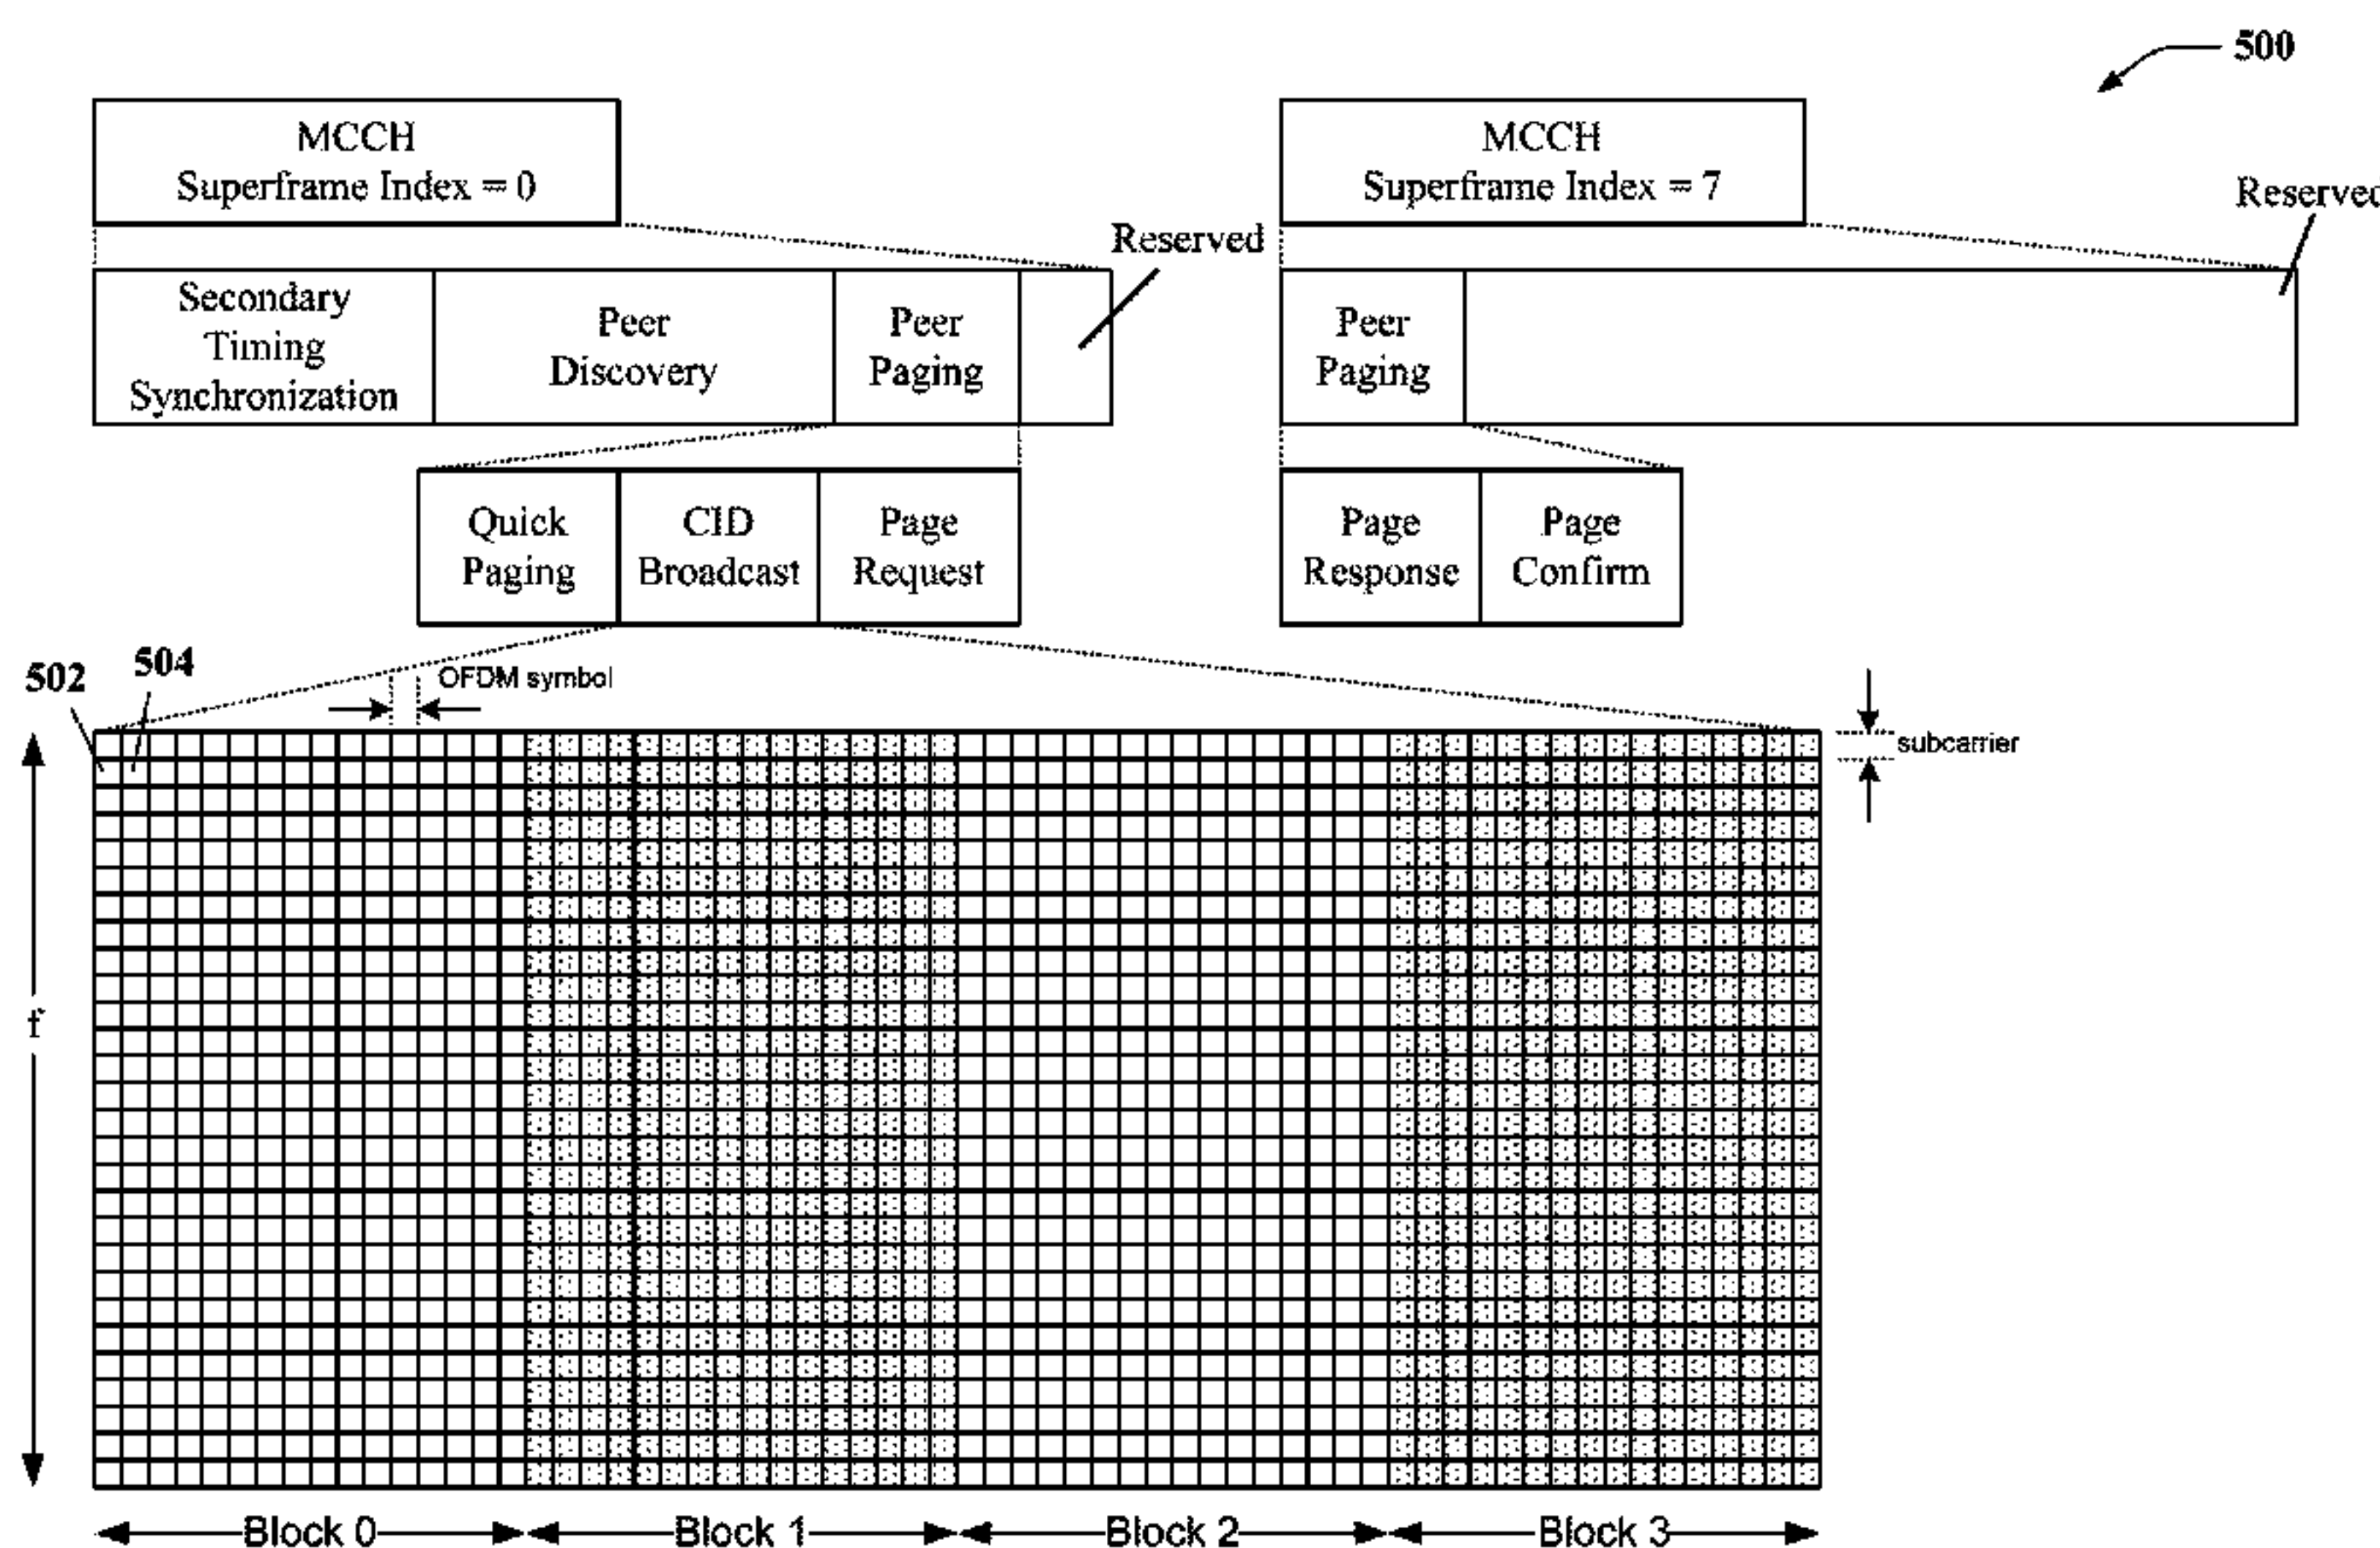 500
MCCH
Superframe Index = 0
MCCH
Superframe Index = 7
Reserved
Reserved
Secondary
Timing
Synchronization
Peer
Discovery
Peer
Paging
Peer
Paging
Quick
Paging
CID
Broadcast
Page
Request
Page
Response
Page
Confirm
502
504
OFDM symbol
subcarrier
f
Block 0
Block 1
Block 2
Block 3